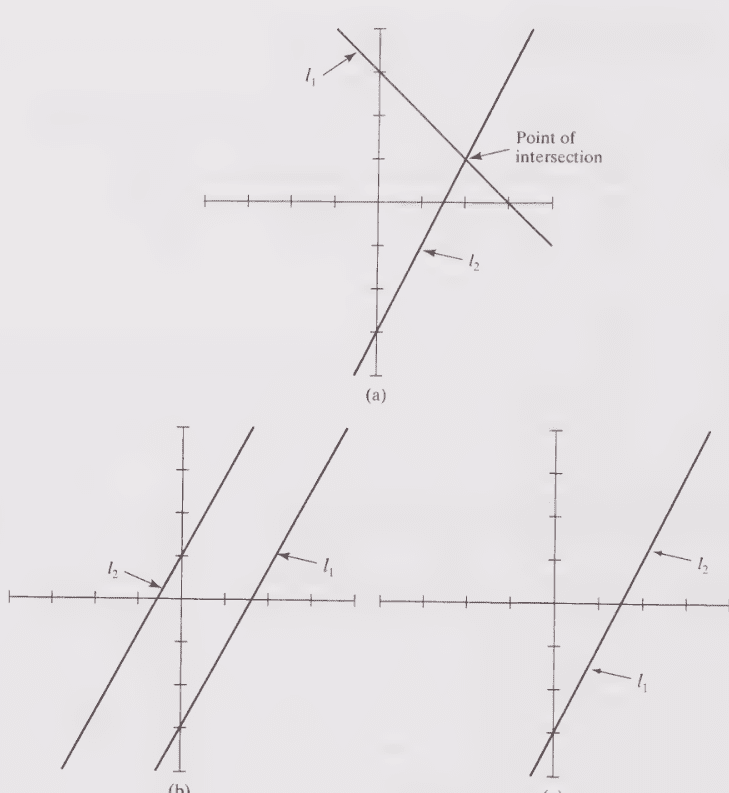 l₁
Point of
intersection
l₂
(a)
l₂
l₁
l₂
l₁
(b)